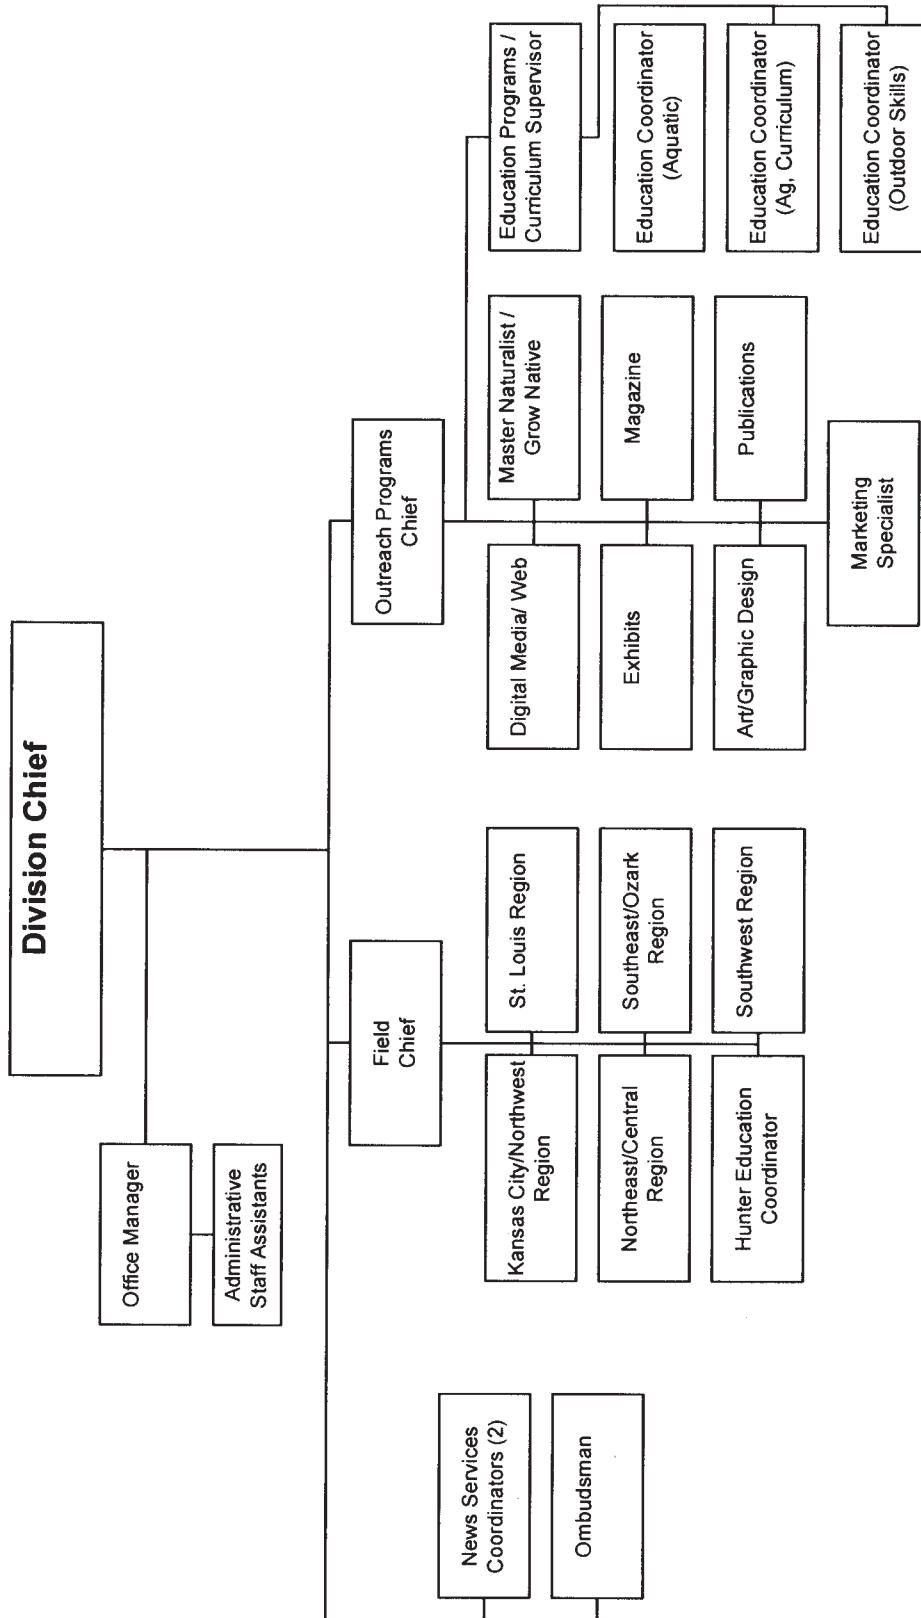 Division Chief
Office Manager
Administrative
Staff Assistants
News Services
Coordinators (2)
Ombudsman
Field
Chief
Kansas City/Northwest
Region
St. Louis Region
Northeast/Central
Region
Southeast/Ozark
Region
Hunter Education
Coordinator
Southwest Region
Outreach Programs
Chief
Digital Media/ Web
Master Naturalist /
Grow Native
Exhibits
Magazine
Art/Graphic Design
Publications
Marketing
Specialist
Education Programs /
Curriculum Supervisor
Education Coordinator
(Aquatic)
Education Coordinator
(Ag, Curriculum)
Education Coordinator
(Outdoor Skills)